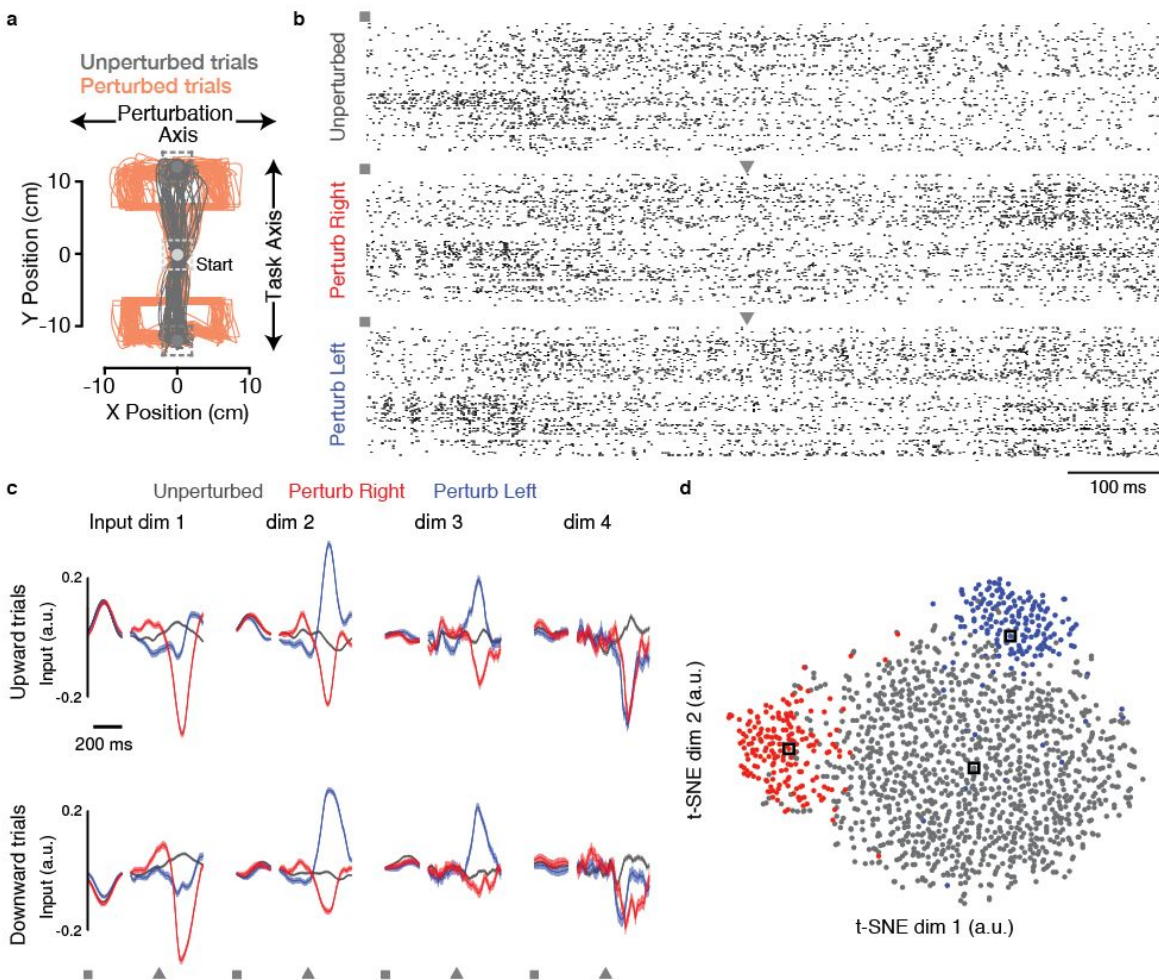 a
Unperturbed trials
Perturbed trials
Perturbation
Axis
Y Position (cm)
10
0
-10
Start
Task Axis
-10
0
10
X Position (cm)
b
Unperturbed
Perturb Right
Perturb Left
100 ms
c
Unperturbed
Perturb Right
Perturb Left
Input dim 1
dim 2
dim 3
dim 4
Upward trials
Input (a.u.)
0.2
-0.2
200 ms
Downward trials
Input (a.u.)
0.2
-0.2
d
t-SNE dim 2 (a.u.)
t-SNE dim 1 (a.u.)